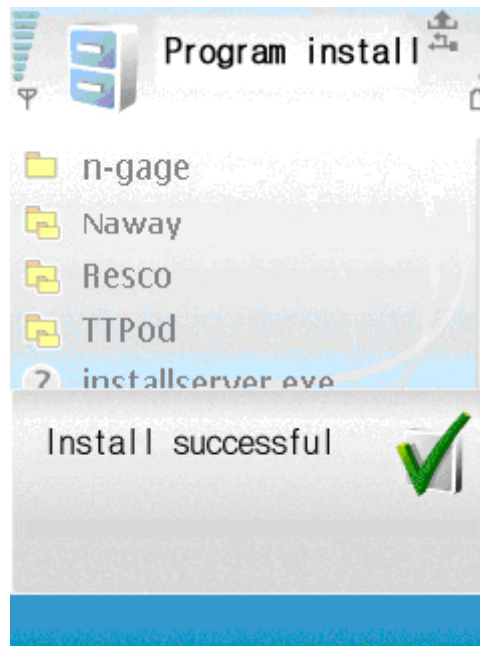 Program install
n-gage
Naway
Resco
TTPod
installserver.exe
Install successful